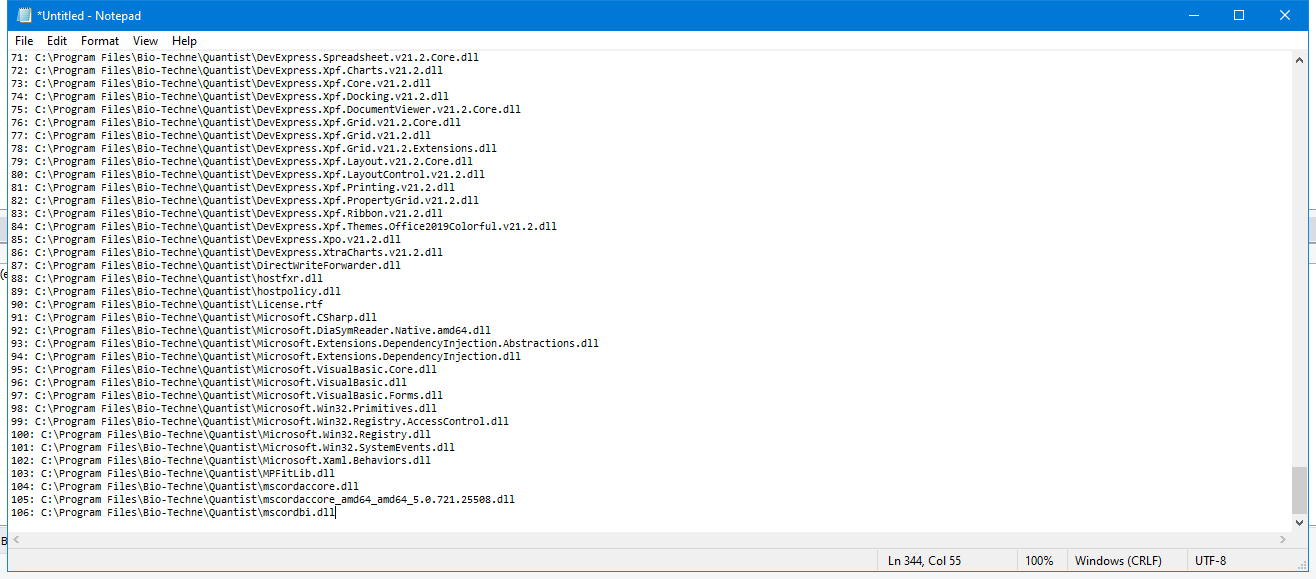 *Untitled - Notepad
File Edit Format View Help
71: C:\Program Files\Bio-Techne\Quantist\DevExpress.Spreadsheet.v21.2.Core.dll
72: C:\Program Files\Bio-Techne\Quantist\DevExpress.Xpf.Charts.v21.2.dll
73: C:\Program Files\Bio-Techne\Quantist\DevExpress.Xpf.Core.v21.2.dll
74: C:\Program Files\Bio-Techne\Quantist\DevExpress.Xpf.Docking.v21.2.dll
75: C:\Program Files\Bio-Techne\Quantist\DevExpress.Xpf.DocumentViewer.v21.2.Core.dll
76: C:\Program Files\Bio-Techne\Quantist\DevExpress.Xpf.Grid.v21.2.Core.dll
77: C:\Program Files\Bio-Techne\Quantist\DevExpress.Xpf.Grid.v21.2.dll
78: C:\Program Files\Bio-Techne\Quantist\DevExpress.Xpf.Grid.v21.2.Extensions.dll
79: C:\Program Files\Bio-Techne\Quantist\DevExpress.Xpf.Layout.v21.2.Core.dll
80: C:\Program Files\Bio-Techne\Quantist\DevExpress.Xpf.LayoutControl.v21.2.dll
81: C:\Program Files\Bio-Techne\Quantist\DevExpress.Xpf.Printing.v21.2.dll
82: C:\Program Files\Bio-Techne\Quantist\DevExpress.Xpf.PropertyGrid.v21.2.dll
83: C:\Program Files\Bio-Techne\Quantist\DevExpress.Xpf.Ribbon.v21.2.dll
84: C:\Program Files\Bio-Techne\Quantist\DevExpress.Xpf.Themes.Office2019Colorful.v21.2.dll
85: C:\Program Files\Bio-Techne\Quantist\DevExpress.Xpo.v21.2.dll
86: C:\Program Files\Bio-Techne\Quantist\DevExpress.XtraCharts.v21.2.dll
87: C:\Program Files\Bio-Techne\Quantist\DirectWriteForwarder.dll
88: C:\Program Files\Bio-Techne\Quantist\hostfxr.dll
89: C:\Program Files\Bio-Techne\Quantist\hostpolicy.dll
90: C:\Program Files\Bio-Techne\Quantist\License.rtf
91: C:\Program Files\Bio-Techne\Quantist\Microsoft.CSharp.dll
92: C:\Program Files\Bio-Techne\Quantist\Microsoft.DiaSymReader.Native.amd64.dll
93: C:\Program Files\Bio-Techne\Quantist\Microsoft.Extensions.DependencyInjection.Abstractions.dll
94: C:\Program Files\Bio-Techne\Quantist\Microsoft.Extensions.DependencyInjection.dll
95: C:\Program Files\Bio-Techne\Quantist\Microsoft.VisualBasic.Core.dll
96: C:\Program Files\Bio-Techne\Quantist\Microsoft.VisualBasic.dll
97: C:\Program Files\Bio-Techne\Quantist\Microsoft.VisualBasic.Forms.dll
98: C:\Program Files\Bio-Techne\Quantist\Microsoft.Win32.Primitives.dll
99: C:\Program Files\Bio-Techne\Quantist\Microsoft.Win32.Registry.AccessControl.dll
100: C:\Program Files\Bio-Techne\Quantist\Microsoft.Win32.Registry.dll
101: C:\Program Files\Bio-Techne\Quantist\Microsoft.Win32.SystemEvents.dll
102: C:\Program Files\Bio-Techne\Quantist\Microsoft.Xaml.Behaviors.dll
103: C:\Program Files\Bio-Techne\Quantist\MPFitLib.dll
104: C:\Program Files\Bio-Techne\Quantist\mscordaccore.dll
105: C:\Program Files\Bio-Techne\Quantist\mscordaccore_amd64_amd64_5.0.721.25508.dll
106: C:\Program Files\Bio-Techne\Quantist\mscordbi.dll
Ln 344, Col 55 100% Windows (CRLF) UTF-8